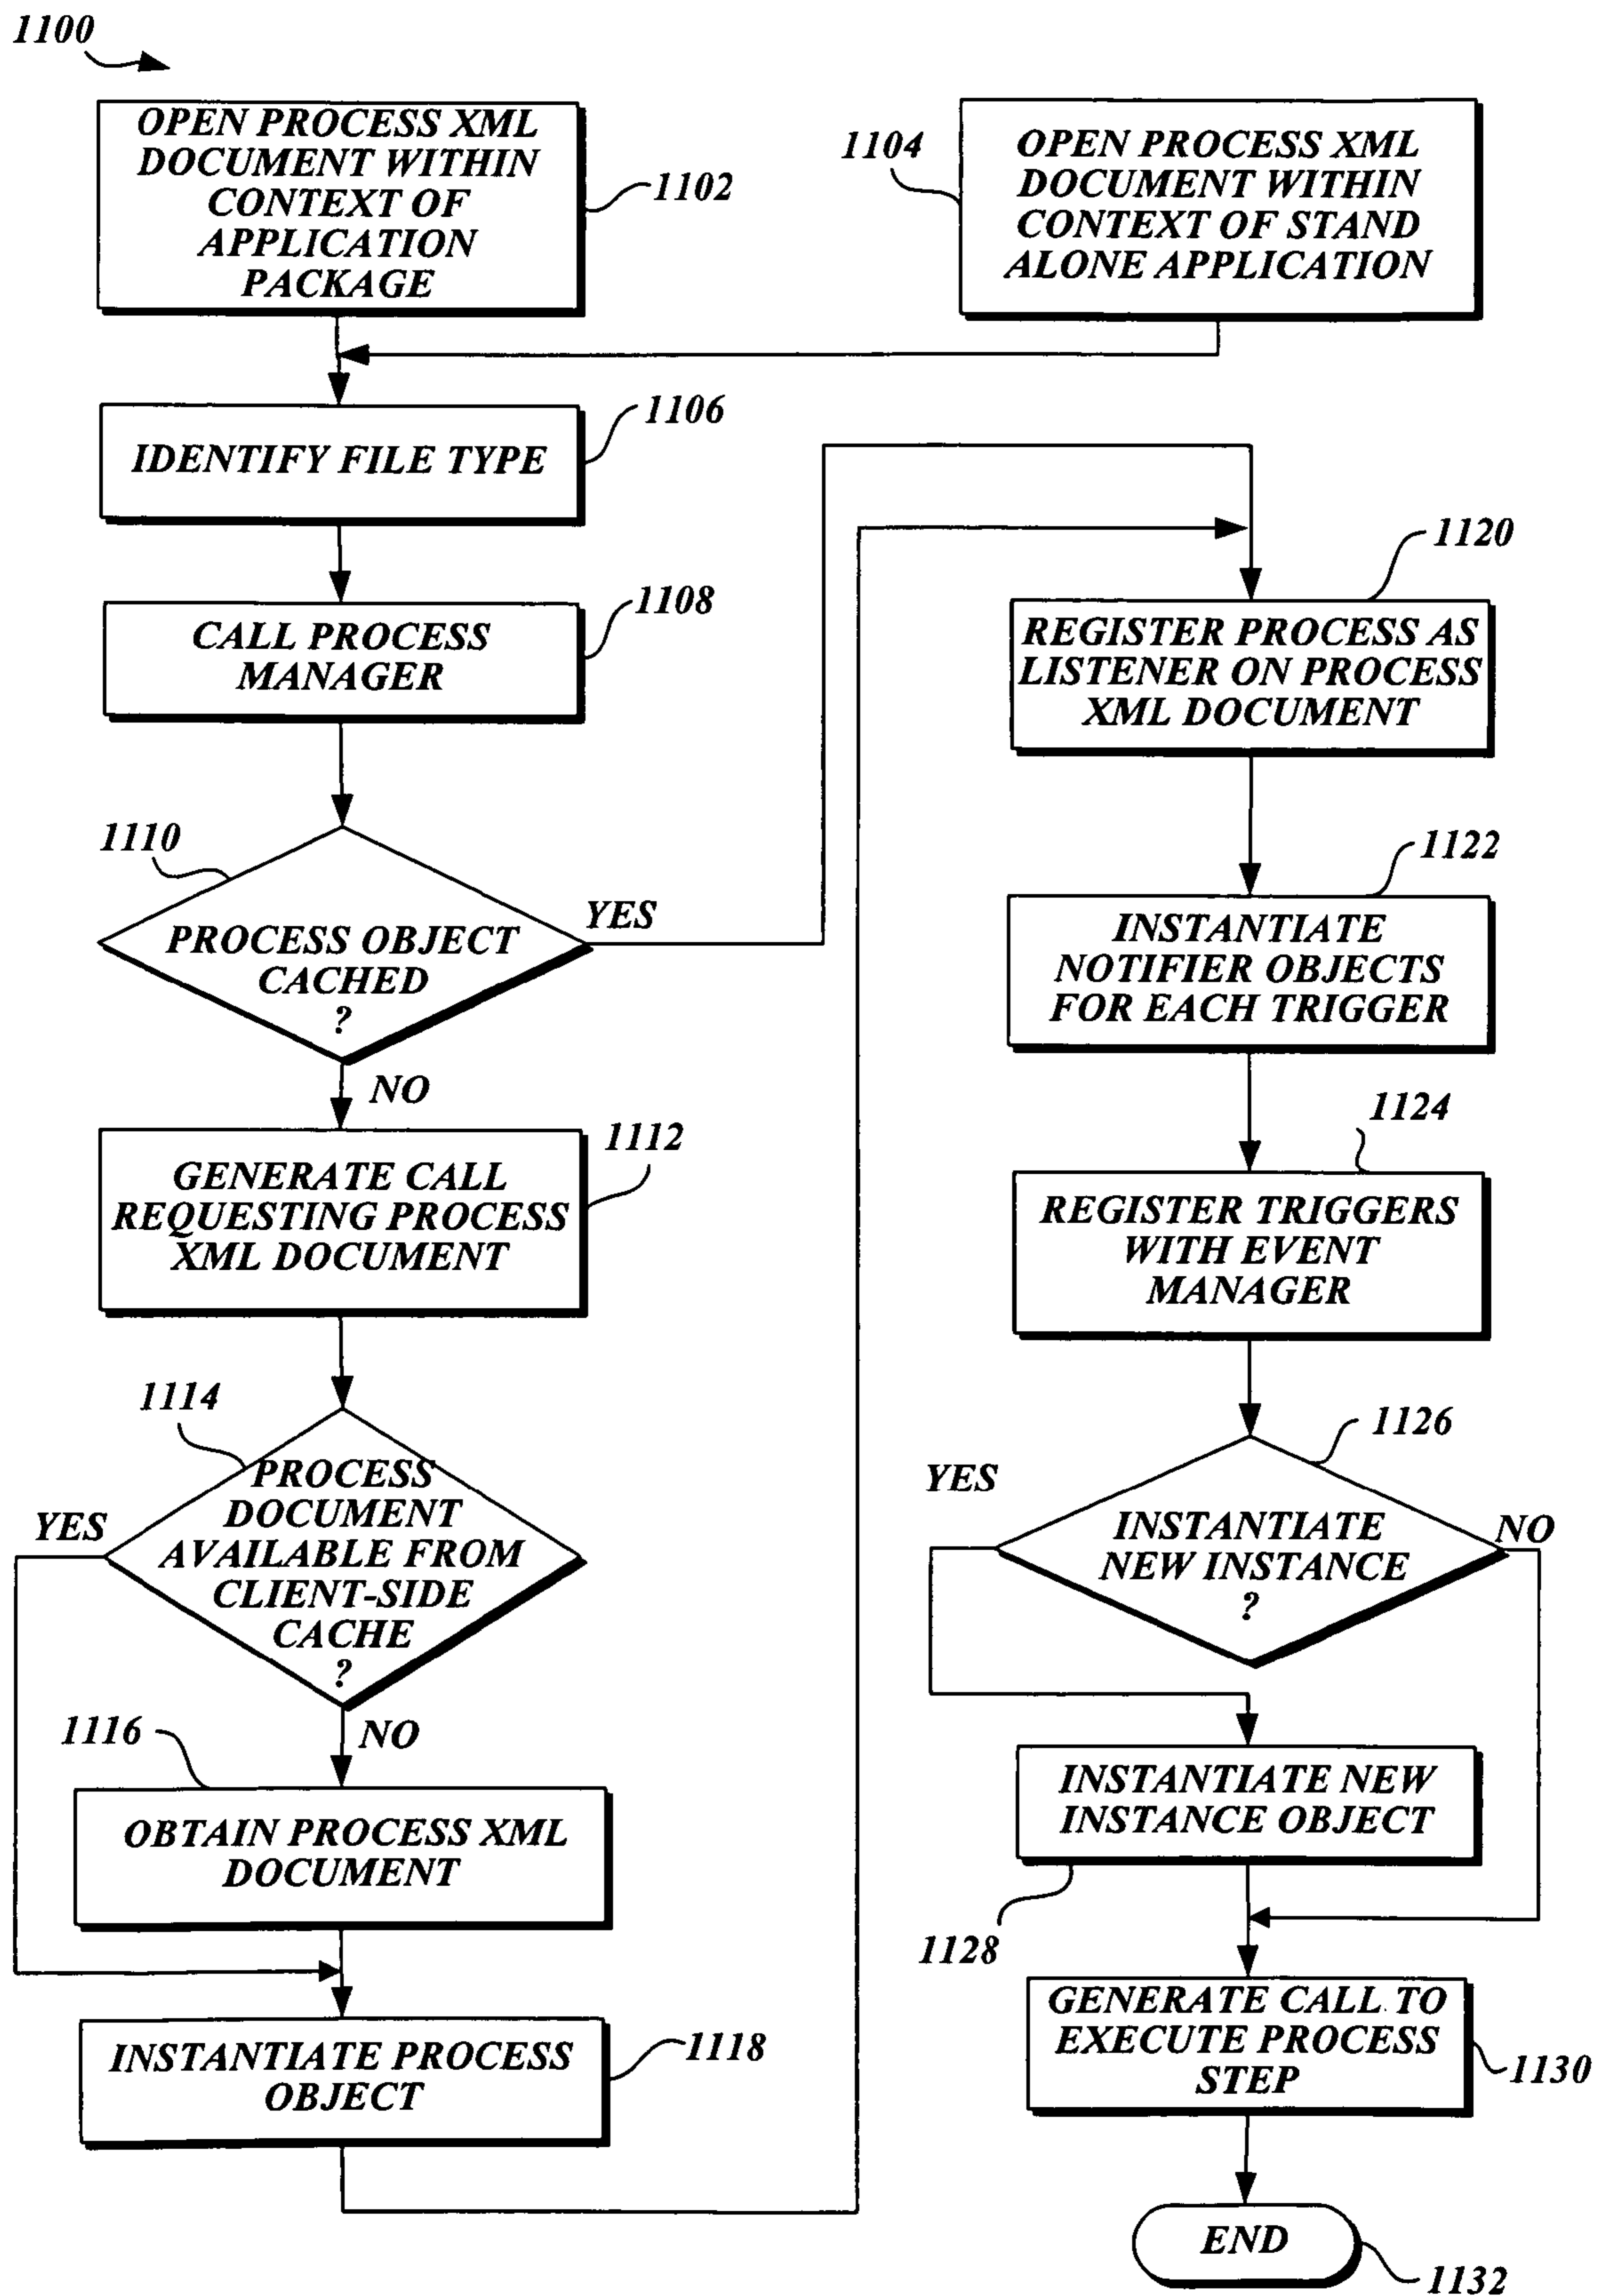 1100
OPEN PROCESS XML
DOCUMENT WITHIN
CONTEXT OF
APPLICATION
PACKAGE
1102
1104
OPEN PROCESS XML
DOCUMENT WITHIN
CONTEXT OF STAND
ALONE APPLICATION
IDENTIFY FILE TYPE
1106
CALL PROCESS
MANAGER
1108
1110
PROCESS OBJECT
CACHED
?
YES
NO
GENERATE CALL
REQUESTING PROCESS
XML DOCUMENT
1112
1114
PROCESS
DOCUMENT
AVAILABLE FROM
CLIENT-SIDE
CACHE
?
YES
NO
1116
OBTAIN PROCESS XML
DOCUMENT
INSTANTIATE PROCESS
OBJECT
1118
1120
REGISTER PROCESS AS
LISTENER ON PROCESS
XML DOCUMENT
1122
INSTANTIATE
NOTIFIER OBJECTS
FOR EACH TRIGGER
1124
REGISTER TRIGGERS
WITH EVENT
MANAGER
1126
YES
INSTANTIATE
NEW INSTANCE
?
NO
INSTANTIATE NEW
INSTANCE OBJECT
1128
GENERATE CALL TO
EXECUTE PROCESS
STEP
1130
END
1132